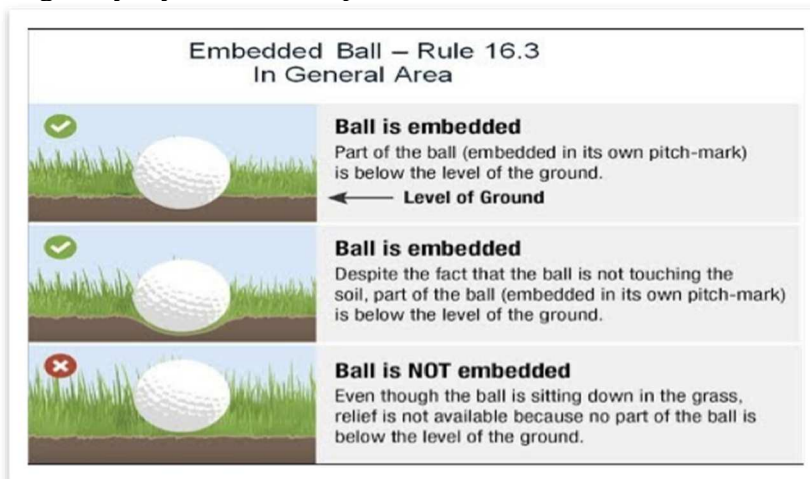 Embedded Ball – Rule 16.3
In General Area
Ball is embedded
Part of the ball (embedded in its own pitch-mark)
is below the level of the ground.
Level of Ground
Ball is embedded
Despite the fact that the ball is not touching the
soil, part of the ball (embedded in its own pitch-mark)
is below the level of the ground.
Ball is NOT embedded
Even though the ball is sitting down in the grass,
relief is not available because no part of the ball is
below the level of the ground.